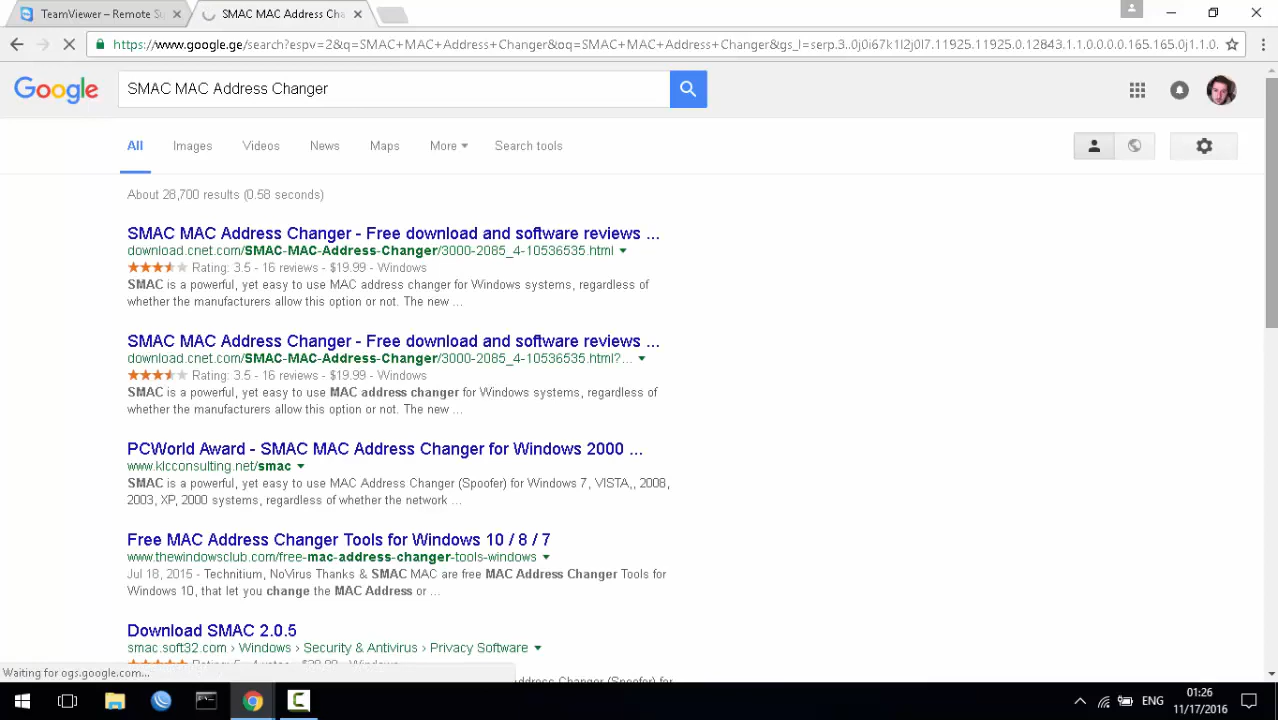 TeamViewer – Remote Su
SMAC MAC Address Cha
https://www.google.ge/search?espv=2&q=SMAC+MAC+Address+Changer&oq=SMAC+MAC+Address+Changer&gs_l=serp.3..0j0i67k1l2j0l7.11925.11925.0.12843.1.1.0.0.0.0.165.165.0j1.1.0.
Google
SMAC MAC Address Changer
All Images Videos News Maps More Search tools
About 28,700 results (0.58 seconds)
SMAC MAC Address Changer - Free download and software reviews ...
download.cnet.com/SMAC-MAC-Address-Changer/3000-2085_4-10536535.html
Rating: 3.5 - 16 reviews - $19.99 - Windows
SMAC is a powerful, yet easy to use MAC address changer for Windows systems, regardless of
whether the manufacturers allow this option or not. The new ...
SMAC MAC Address Changer - Free download and software reviews ...
download.cnet.com/SMAC-MAC-Address-Changer/3000-2085_4-10536535.html?...
Rating: 3.5 - 16 reviews - $19.99 - Windows
SMAC is a powerful, yet easy to use MAC address changer for Windows systems, regardless of
whether the manufacturers allow this option or not. The new ...
PCWorld Award - SMAC MAC Address Changer for Windows 2000 ...
www.klcconsulting.net/smac
SMAC is a powerful, yet easy to use MAC Address Changer (Spoofer) for Windows 7, VISTA,, 2008,
2003, XP, 2000 systems, regardless of whether the network ...
Free MAC Address Changer Tools for Windows 10 / 8 / 7
www.thewindowsclub.com/free-mac-address-changer-tools-windows
Jul 18, 2015 - Technitium, NoVirus Thanks & SMAC MAC are free MAC Address Changer Tools for
Windows 10, that let you change the MAC Address or ...
Download SMAC 2.0.5
smac.soft32.com › Windows › Security & Antivirus › Privacy Software
Waiting for ogs.google.com...
ddress Changer (Spoofer) for
ENG
01:26
11/17/2016